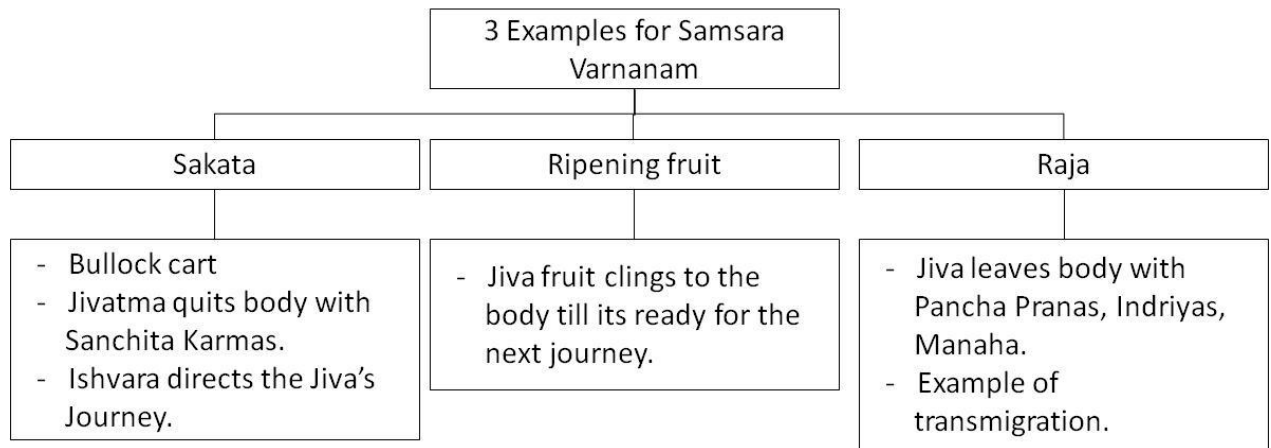 3 Examples for Samsara
Varnanam
Sakata
Ripening fruit
Raja
- Bullock cart
- Jivatma quits body with
Sanchita Karmas.
- Ishvara directs the Jiva’s
Journey.
- Jiva fruit clings to the
body till its ready for the
next journey.
- Jiva leaves body with
Pancha Pranas, Indriyas,
Manaha.
- Example of
transmigration.